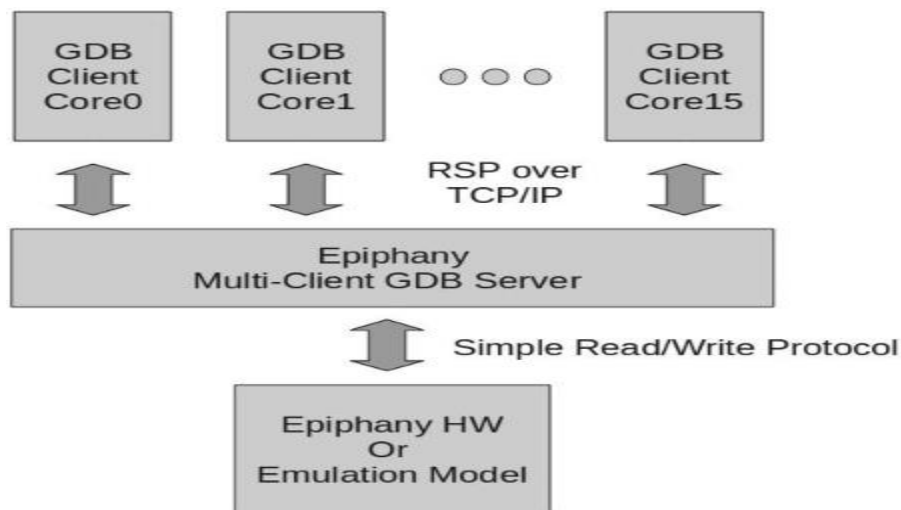 GDB
Client
Core0
GDB
Client
Core1
GDB
Client
Core15
RSP over
TCP/IP
Epiphany
Multi-Client GDB Server
Simple Read/Write Protocol
Epiphany HW
Or
Emulation Model